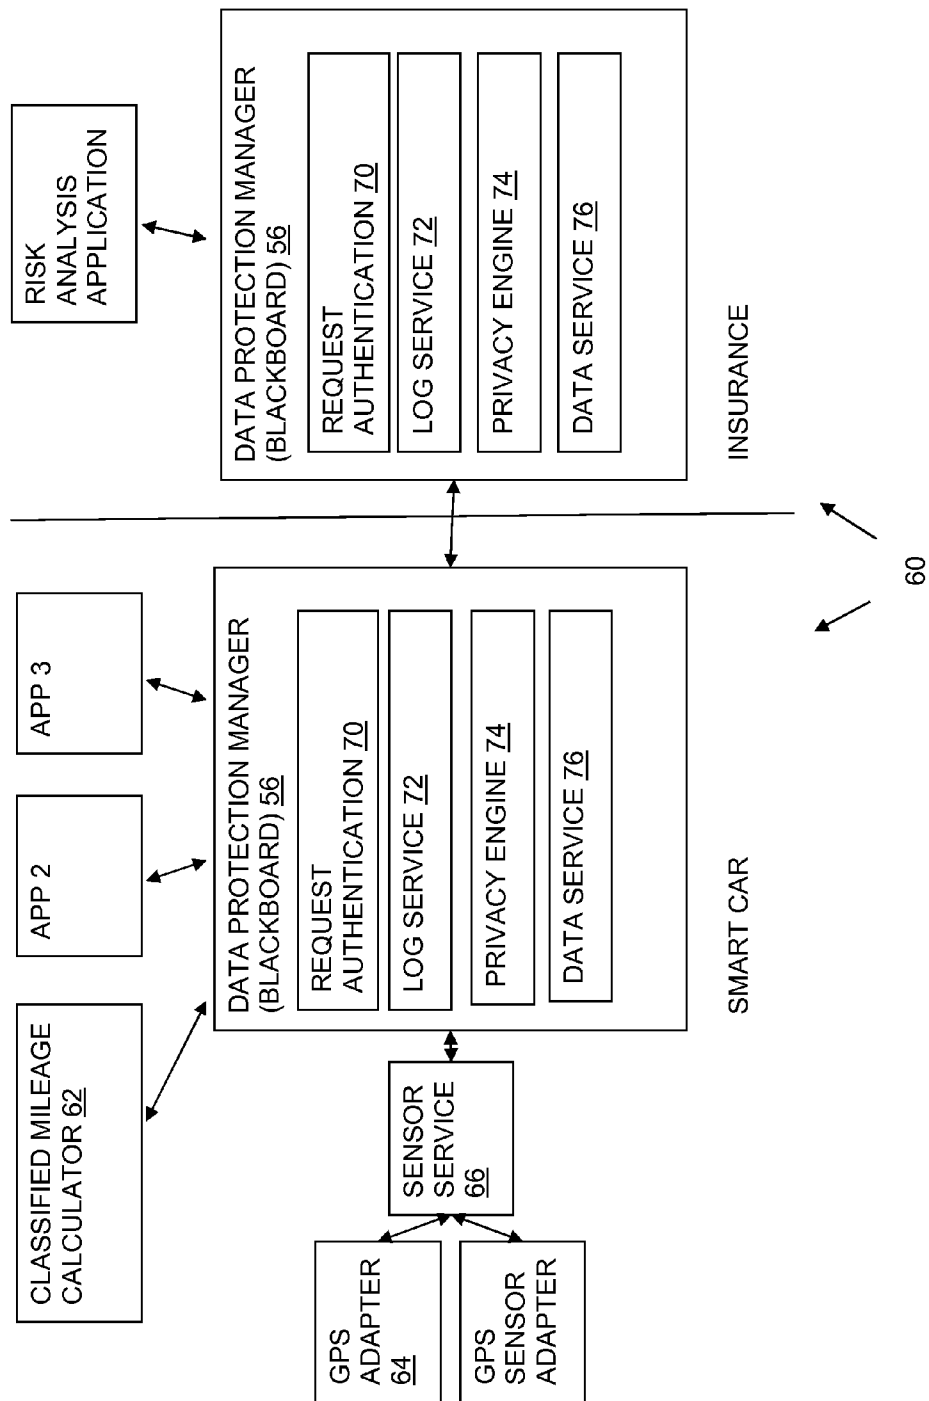 CLASSIFIED MILEAGE
CALCULATOR 62
APP 2
APP 3
RISK
ANALYSIS
APPLICATION
GPS
ADAPTER
64
GPS
SENSOR
ADAPTER
SENSOR
SERVICE
66
DATA PROTECTION MANAGER
(BLACKBOARD) 56
REQUEST
AUTHENTICATION 70
LOG SERVICE 72
PRIVACY ENGINE 74
DATA SERVICE 76
SMART CAR
DATA PROTECTION MANAGER
(BLACKBOARD) 56
REQUEST
AUTHENTICATION 70
LOG SERVICE 72
PRIVACY ENGINE 74
DATA SERVICE 76
INSURANCE
60